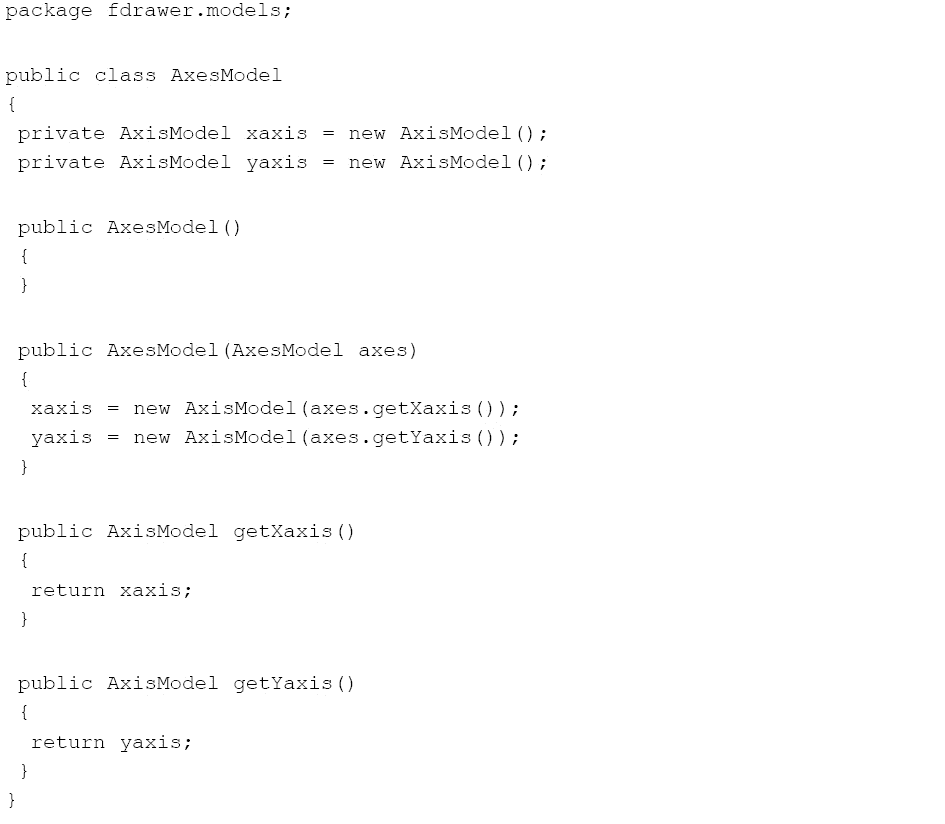 package fdrawer.models;
public class AxesModel
{
private AxisModel xaxis = new AxisModel();
private AxisModel yaxis = new AxisModel();
public AxesModel()
{
}
public AxesModel(AxesModel axes)
{
xaxis = new AxisModel(axes.getXaxis());
yaxis = new AxisModel(axes.getYaxis());
}
public AxisModel getXaxis()
{
return xaxis;
}
public AxisModel getYaxis()
{
return yaxis;
}
}